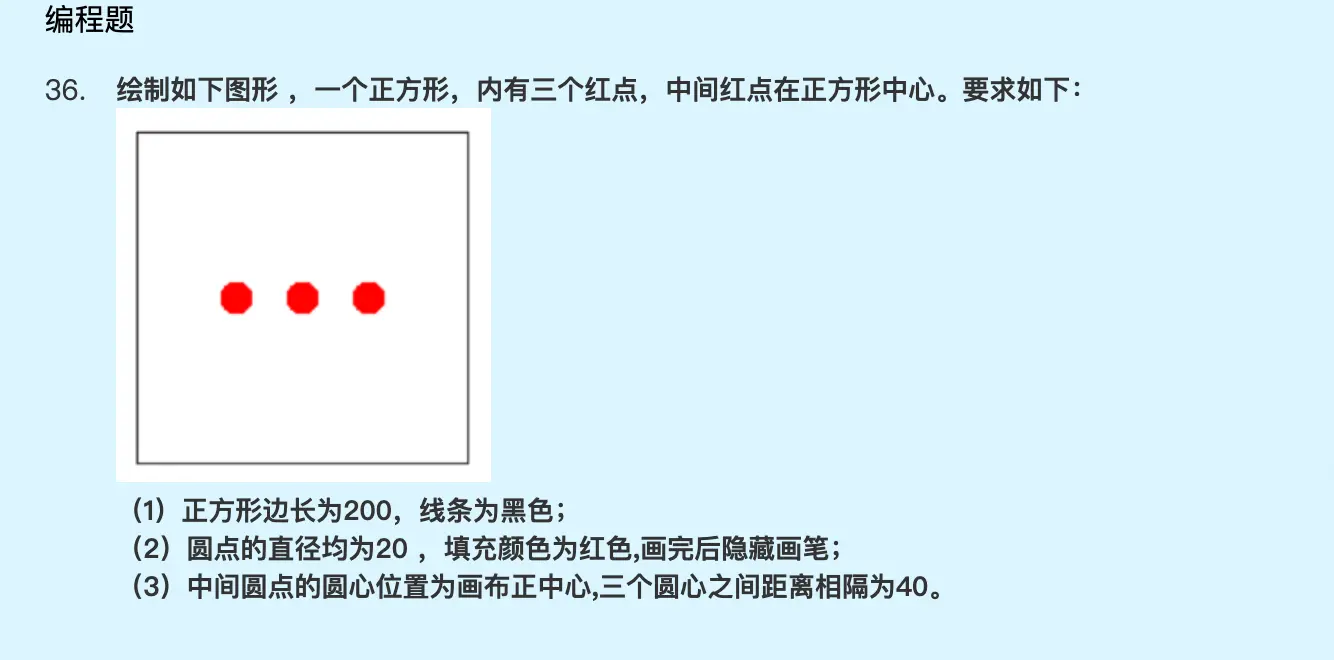 编程题
36. 绘制如下图形 ，一个正方形，内有三个红点，中间红点在正方形中心。要求如下：
（1）正方形边长为200，线条为黑色；
（2）圆点的直径均为20 ，填充颜色为红色,画完后隐藏画笔；
（3）中间圆点的圆心位置为画布正中心,三个圆心之间距离相隔为40。